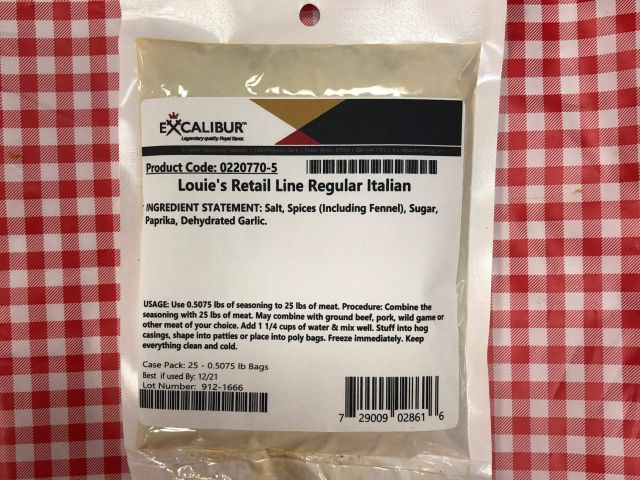 EXCALIBUR™
Legendary quality. Royal flavor.
Product Code: 0220770-5
Louie's Retail Line Regular Italian
INGREDIENT STATEMENT: Salt, Spices (Including Fennel), Sugar,
Paprika, Dehydrated Garlic.
USAGE: Use 0.5075 lbs of seasoning to 25 lbs of meat. Procedure: Combine the
seasoning with 25 lbs of meat. May combine with ground beef, pork, wild game or
other meat of your choice. Add 1 1/4 cups of water & mix well. Stuff into hog
casings, shape into patties or place into poly bags. Freeze immediately. Keep
everything clean and cold.
Case Pack: 25 - 0.5075 lb Bags
Best if used By: 12/21
Lot Number: 912-1666
7 29009 02861 6